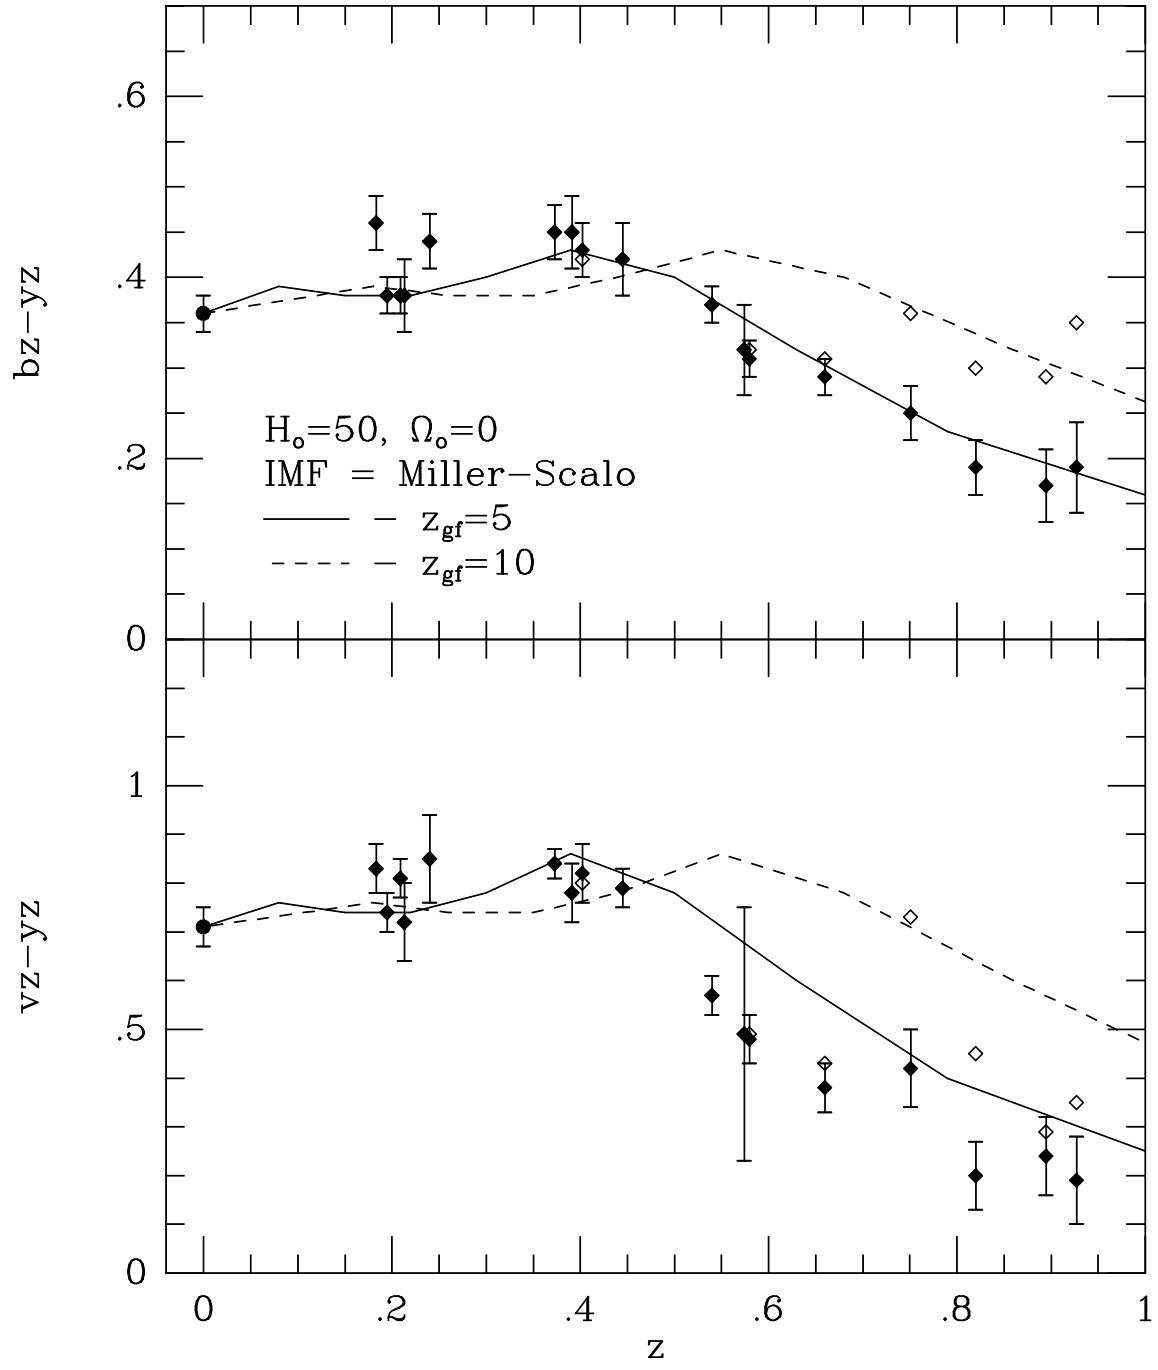 .6
.4
.2
0
bz-yz
H₀=50, Ω₀=0
IMF = Miller-Scalo
— z_gf=5
— z_gf=10
1
.5
0
vz-yz
0 .2 .4 .6 .8 1
z